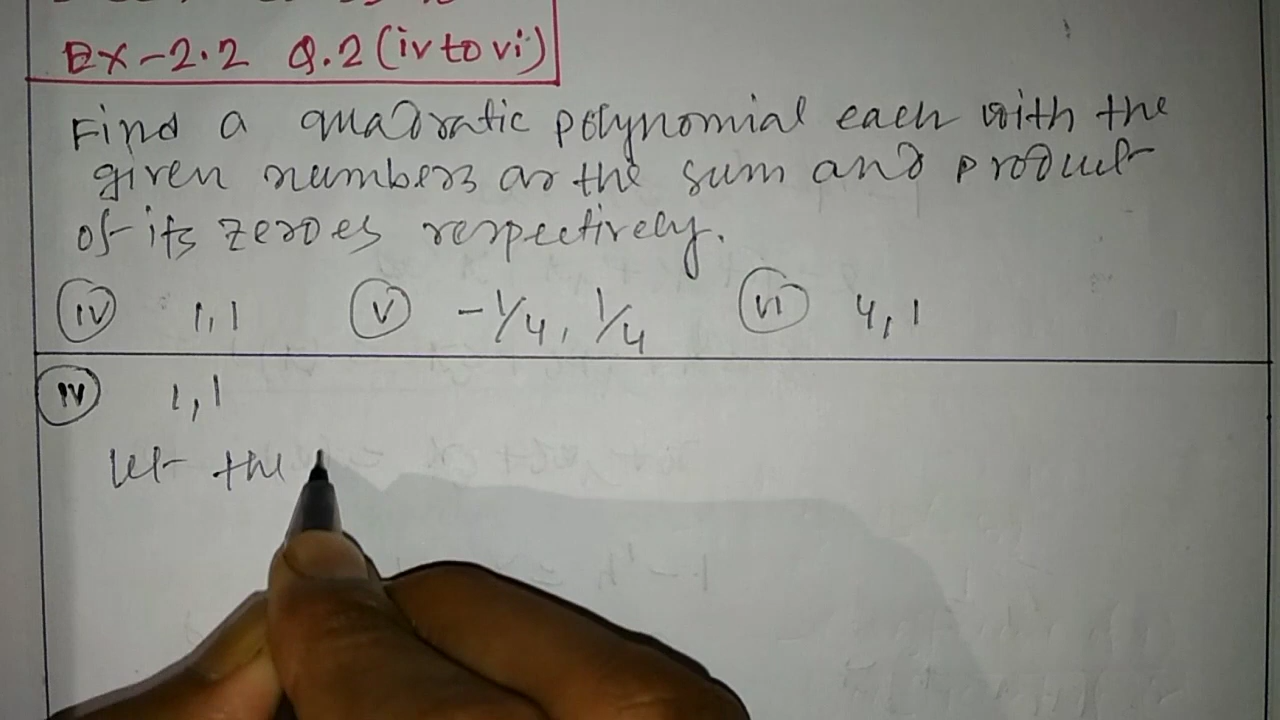 Ex-2.2 Q.2 (iv to vi)
Find a quadratic polynomial each with the
given numbers as the sum and product
of its zeroes respectively.
(iv) 1, 1 (v) -1/4, 1/4 (vi) 4, 1
(iv) 1, 1
let the